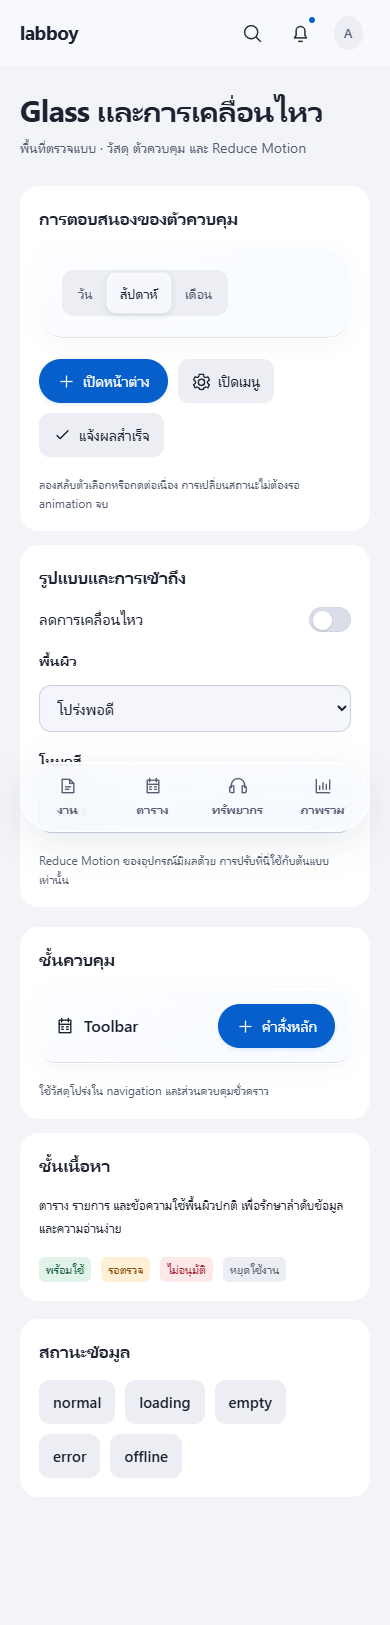 labboy
A
Glass และการเคลื่อนไหว
พื้นที่ตรวจแบบ · วัสดุ ตัวควบคุม และ Reduce Motion
การตอบสนองของตัวควบคุม
วัน
สัปดาห์
เดือน
เปิดหน้าต่าง
เปิดเมนู
แจ้งผลสำเร็จ
ลองสลับตัวเลือกหรือกดต่อเนื่อง การเปลี่ยนสถานะไม่ต้องรอ
animation จบ
รูปแบบและการเข้าถึง
ลดการเคลื่อนไหว
พื้นผิว
โปร่งพอดี
โหมดสี
งาน
ตาราง
ทรัพยากร
ภาพรวม
Reduce Motion ของอุปกรณ์มีผลด้วย การปรับที่นี่ใช้กับต้นแบบ
เท่านั้น
ชั้นควบคุม
Toolbar
คำสั่งหลัก
ใช้วัสดุโปร่งใน navigation และส่วนควบคุมชั่วคราว
ชั้นเนื้อหา
ตาราง รายการ และข้อความใช้พื้นผิวปกติ เพื่อรักษาลำดับข้อมูล
และความอ่านง่าย
พร้อมใช้
รอตรวจ
ไม่อนุมัติ
หยุดใช้งาน
สถานะข้อมูล
normal
loading
empty
error
offline